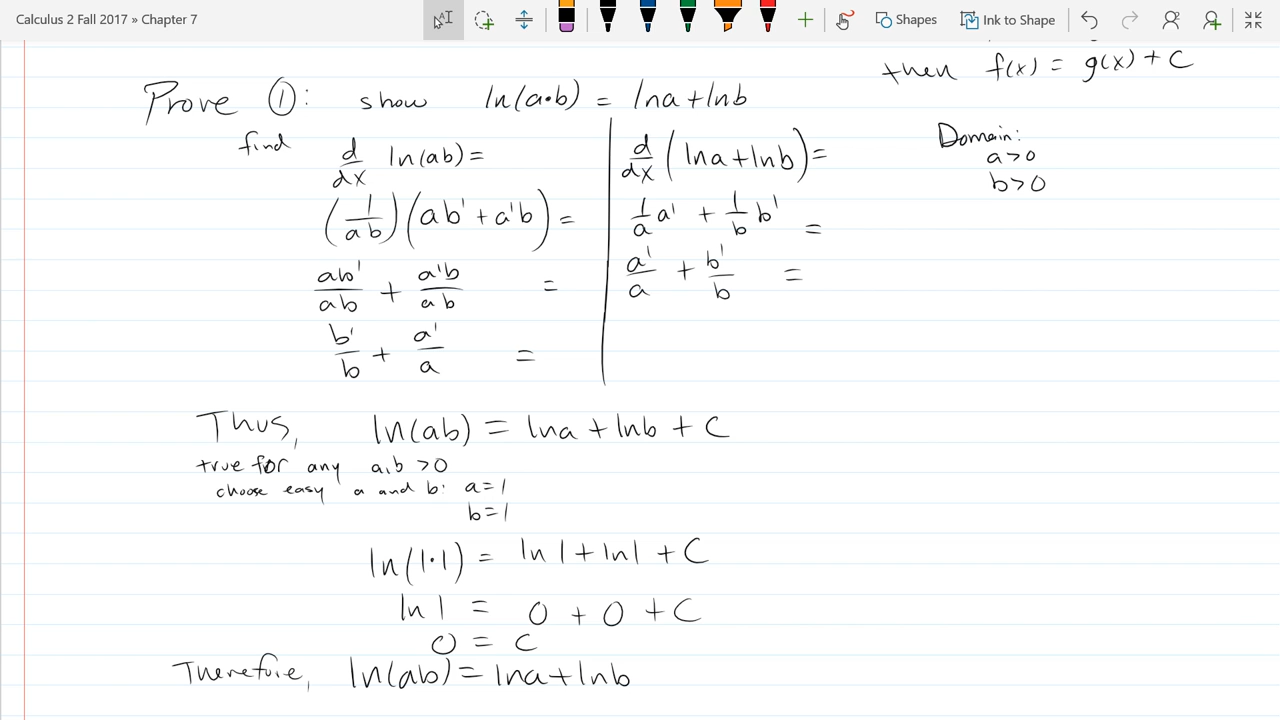 Calculus 2 Fall 2017 » Chapter 7
Shapes
Ink to Shape
then f(x) = g(x) + C
Prove ①: show ln(a·b) = lna + lnb
Domain:
a > 0
b > 0
find d/dx ln(ab) =
(1/ab)(ab' + a'b) =
ab'/ab + a'b/ab =
b'/b + a'/a =
d/dx (lna + lnb) =
1/a a' + 1/b b' =
a'/a + b'/b =
Thus, ln(ab) = lna + lnb + C
true for any a,b > 0
choose easy a and b: a = 1
b = 1
ln(1·1) = ln1 + ln1 + C
ln1 = 0 + 0 + C
0 = C
Therefore, ln(ab) = lna + lnb